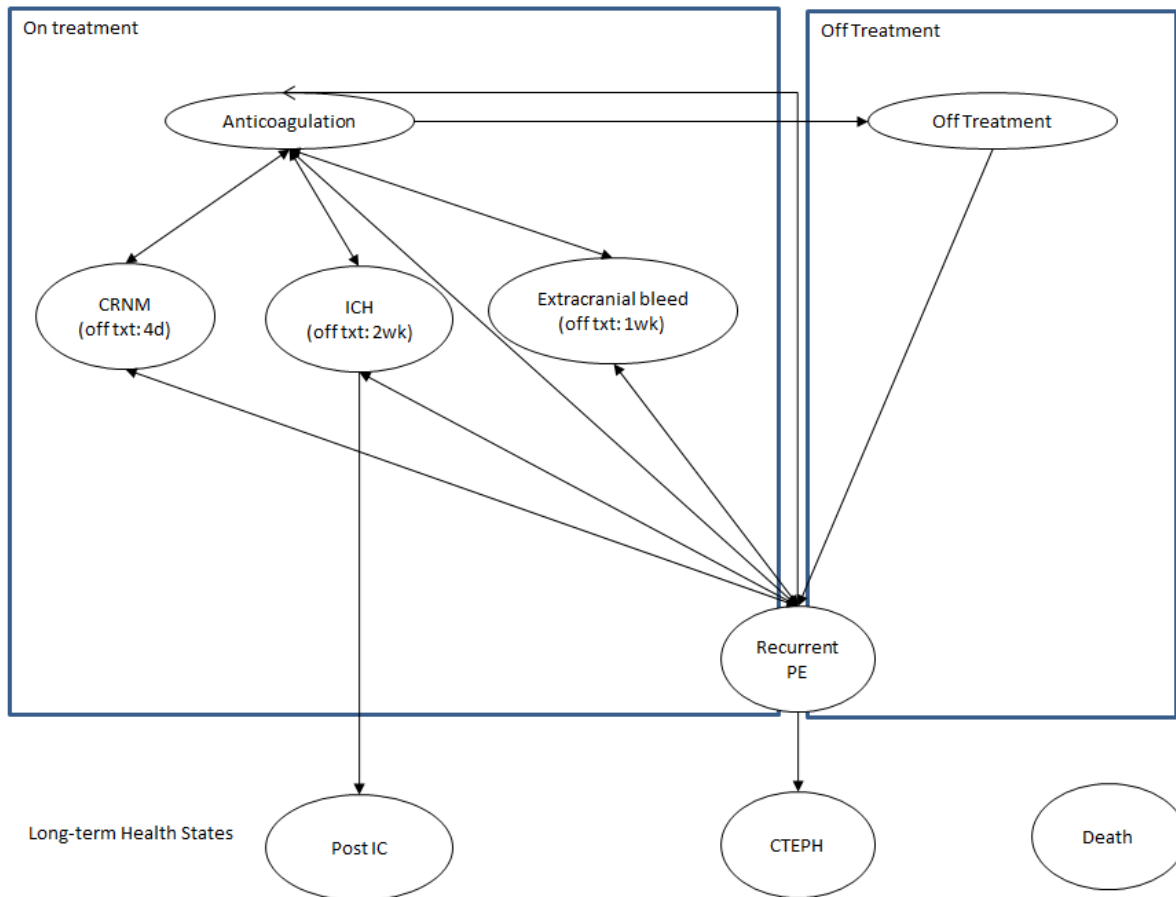 On treatment
Off Treatment
Anticoagulation
Off Treatment
CRNM
(off txt: 4d)
ICH
(off txt: 2wk)
Extracranial bleed
(off txt: 1wk)
Recurrent
PE
Long-term Health States
Post IC
CTEPH
Death